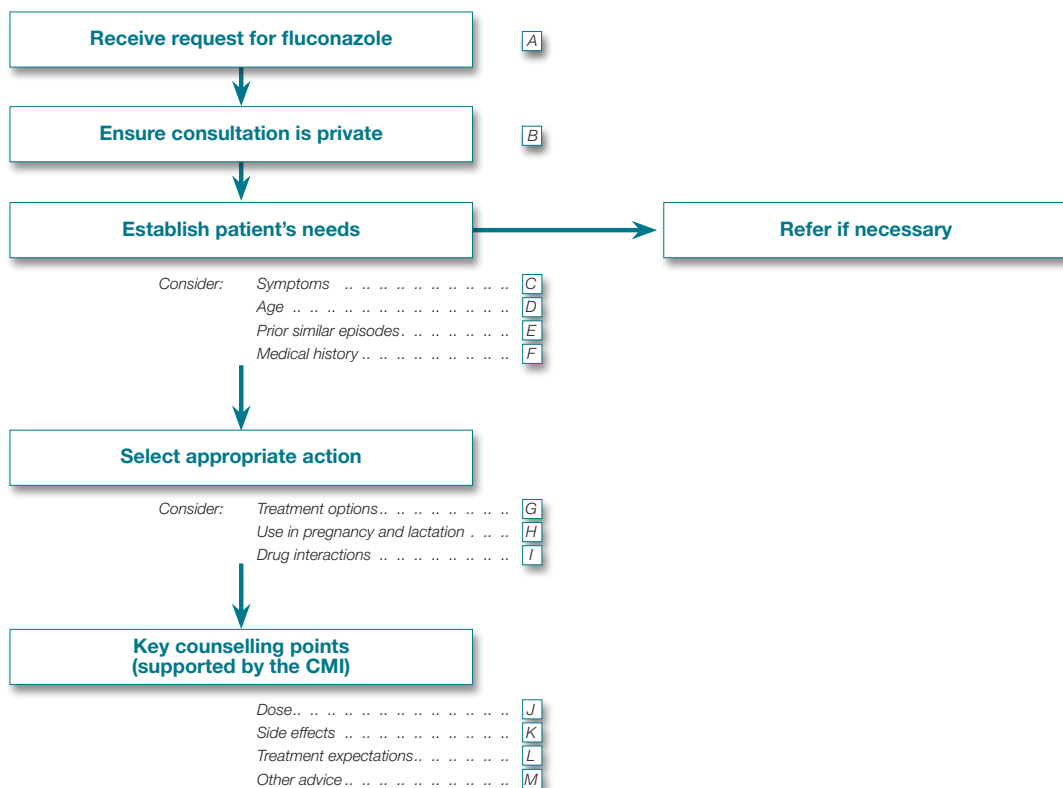 Receive request for fluconazole A
Ensure consultation is private B
Establish patient's needs Refer if necessary
Consider: Symptoms .. .. .. .. .. .. .. .. .. .. C
Age .. .. .. .. .. .. .. .. .. .. .. .. .. D
Prior similar episodes. .. .. .. .. .. .. E
Medical history .. .. .. .. .. .. .. .. .. F
Select appropriate action
Consider: Treatment options.. .. .. .. .. .. .. .. G
Use in pregnancy and lactation . .. .. H
Drug interactions .. .. .. .. .. .. .. .. I
Key counselling points
(supported by the CMI)
Dose.. .. .. .. .. .. .. .. .. .. .. .. .. J
Side effects .. .. .. .. .. .. .. .. .. .. K
Treatment expectations.. .. .. .. .. .. L
Other advice .. .. .. .. .. .. .. .. .. .. M